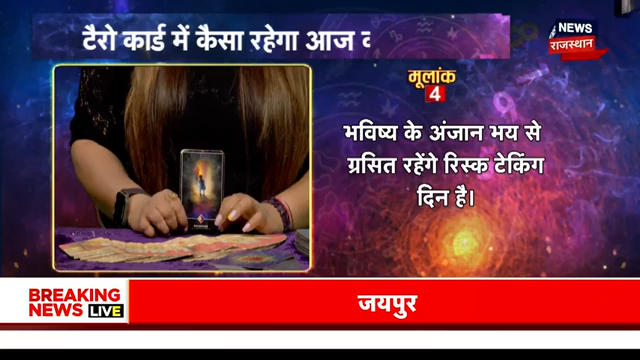 टैरो कार्ड में कैसा रहेगा आज
NEWS
राजस्थान
मूलांक
4
भविष्य के अंजान भय से
ग्रसित रहेंगे रिस्क टेकिंग
दिन है।
BREAKING
NEWS LIVE
जयपुर